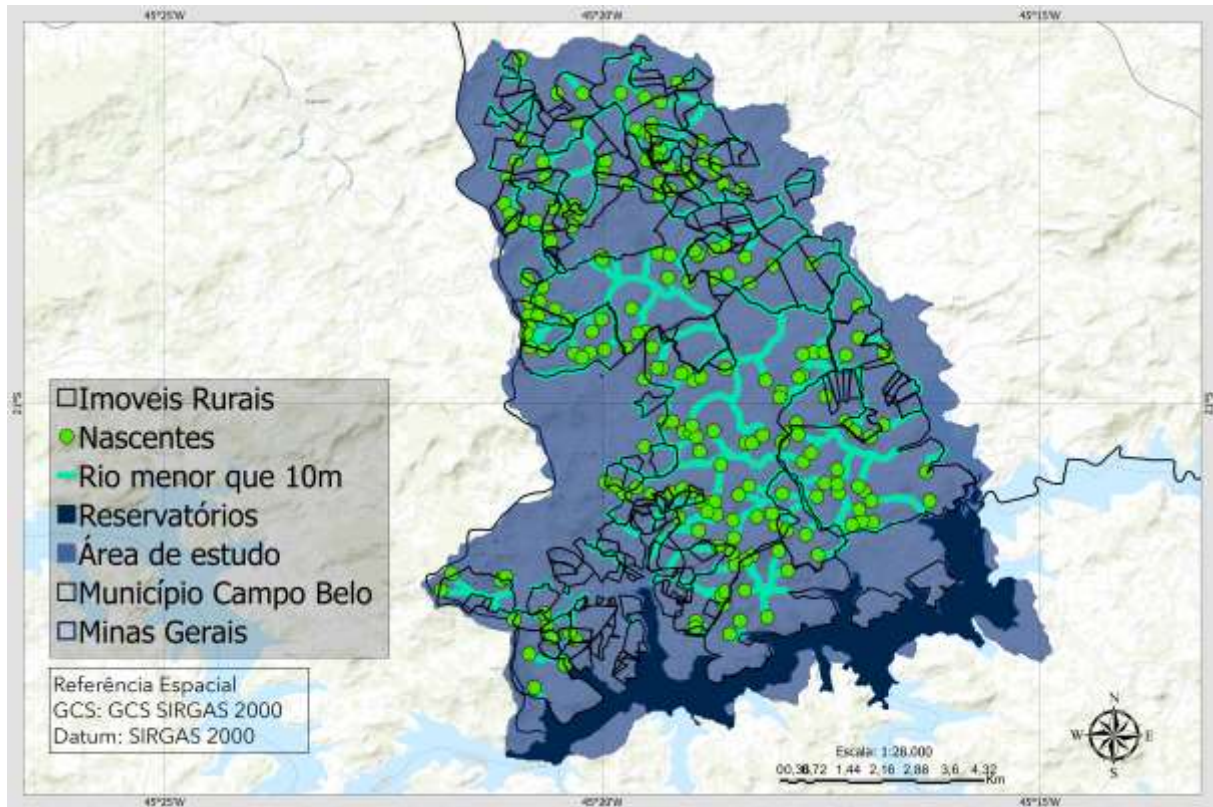 45°25'W 45°20'W 45°15'W
21°S 21°S
Imoveis Rurais
Nascentes
Rio menor que 10m
Reservatórios
Área de estudo
Município Campo Belo
Minas Gerais
Referência Espacial
GCS: GCS SIRGAS 2000
Datum: SIRGAS 2000
N
W E
S
Escala: 1:28.000
1,44 2,16 2,88 3,6 4,32
Km
45°25'W 45°20'W 45°15'W